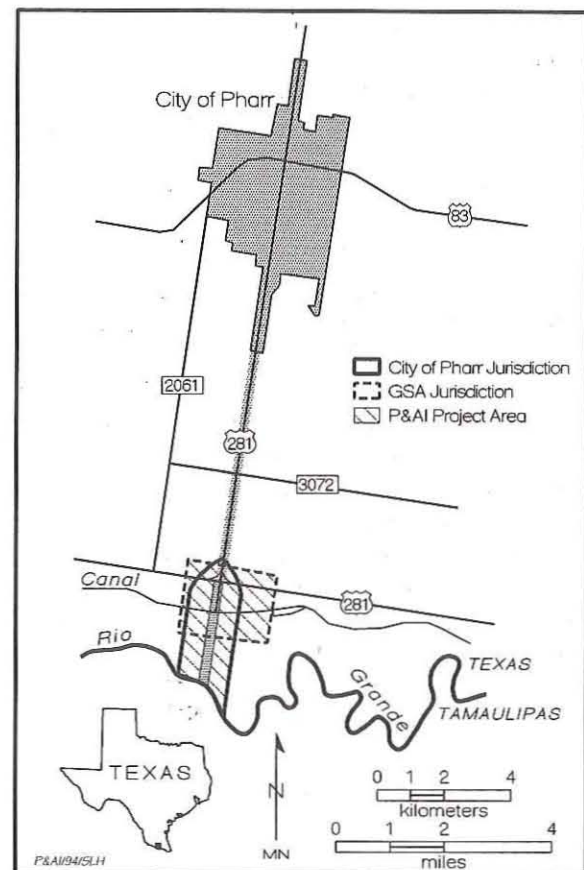 City of Pharr
83
City of Pharr Jurisdiction
GSA Jurisdiction
P&AI Project Area
2061
281
3072
Canal
281
Rio
Grande
TEXAS
TAMAULIPAS
TEXAS
N
MN
0 1 2 4
kilometers
0 1 2 4
miles
P&AI/94/SLH